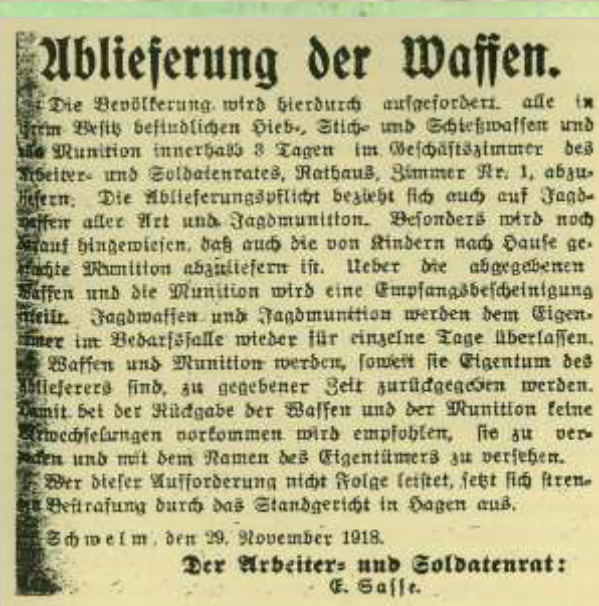 Ablieferung der Waffen.
Die Bevölkerung wird hierdurch aufgefordert, alle in
ihrem Besitz befindlichen Hieb-, Stich- und Schießwaffen und
alle Munition innerhalb 3 Tagen im Geschäftszimmer des
Arbeiter- und Soldatenrates, Rathaus, Zimmer Nr. 1, abzu-
liefern. Die Ablieferungspflicht bezieht sich auch auf Jagd-
waffen aller Art und Jagdmunition. Besonders wird noch
darauf hingewiesen, daß auch die von Kindern nach Hause ge-
brachte Munition abzuliefern ist. Ueber die abgegebenen
Waffen und die Munition wird eine Empfangsbescheinigung
erteilt. Jagdwaffen und Jagdmunition werden dem Eigen-
tümer im Bedarfsfalle wieder für einzelne Tage überlassen.
Waffen und Munition werden, soweit sie Eigentum des
Ablieferers sind, zu gegebener Zeit zurückgegeben werden.
Damit bei der Rückgabe der Waffen und der Munition keine
Verwechselungen vorkommen wird empfohlen, sie zu ver-
packen und mit dem Namen des Eigentümers zu versehen.
Wer dieser Aufforderung nicht Folge leistet, setzt sich stren-
Bestrafung durch das Standgericht in Hagen aus.
Schwelm, den 29. November 1918.
Der Arbeiter- und Soldatenrat:
E. Sasse.